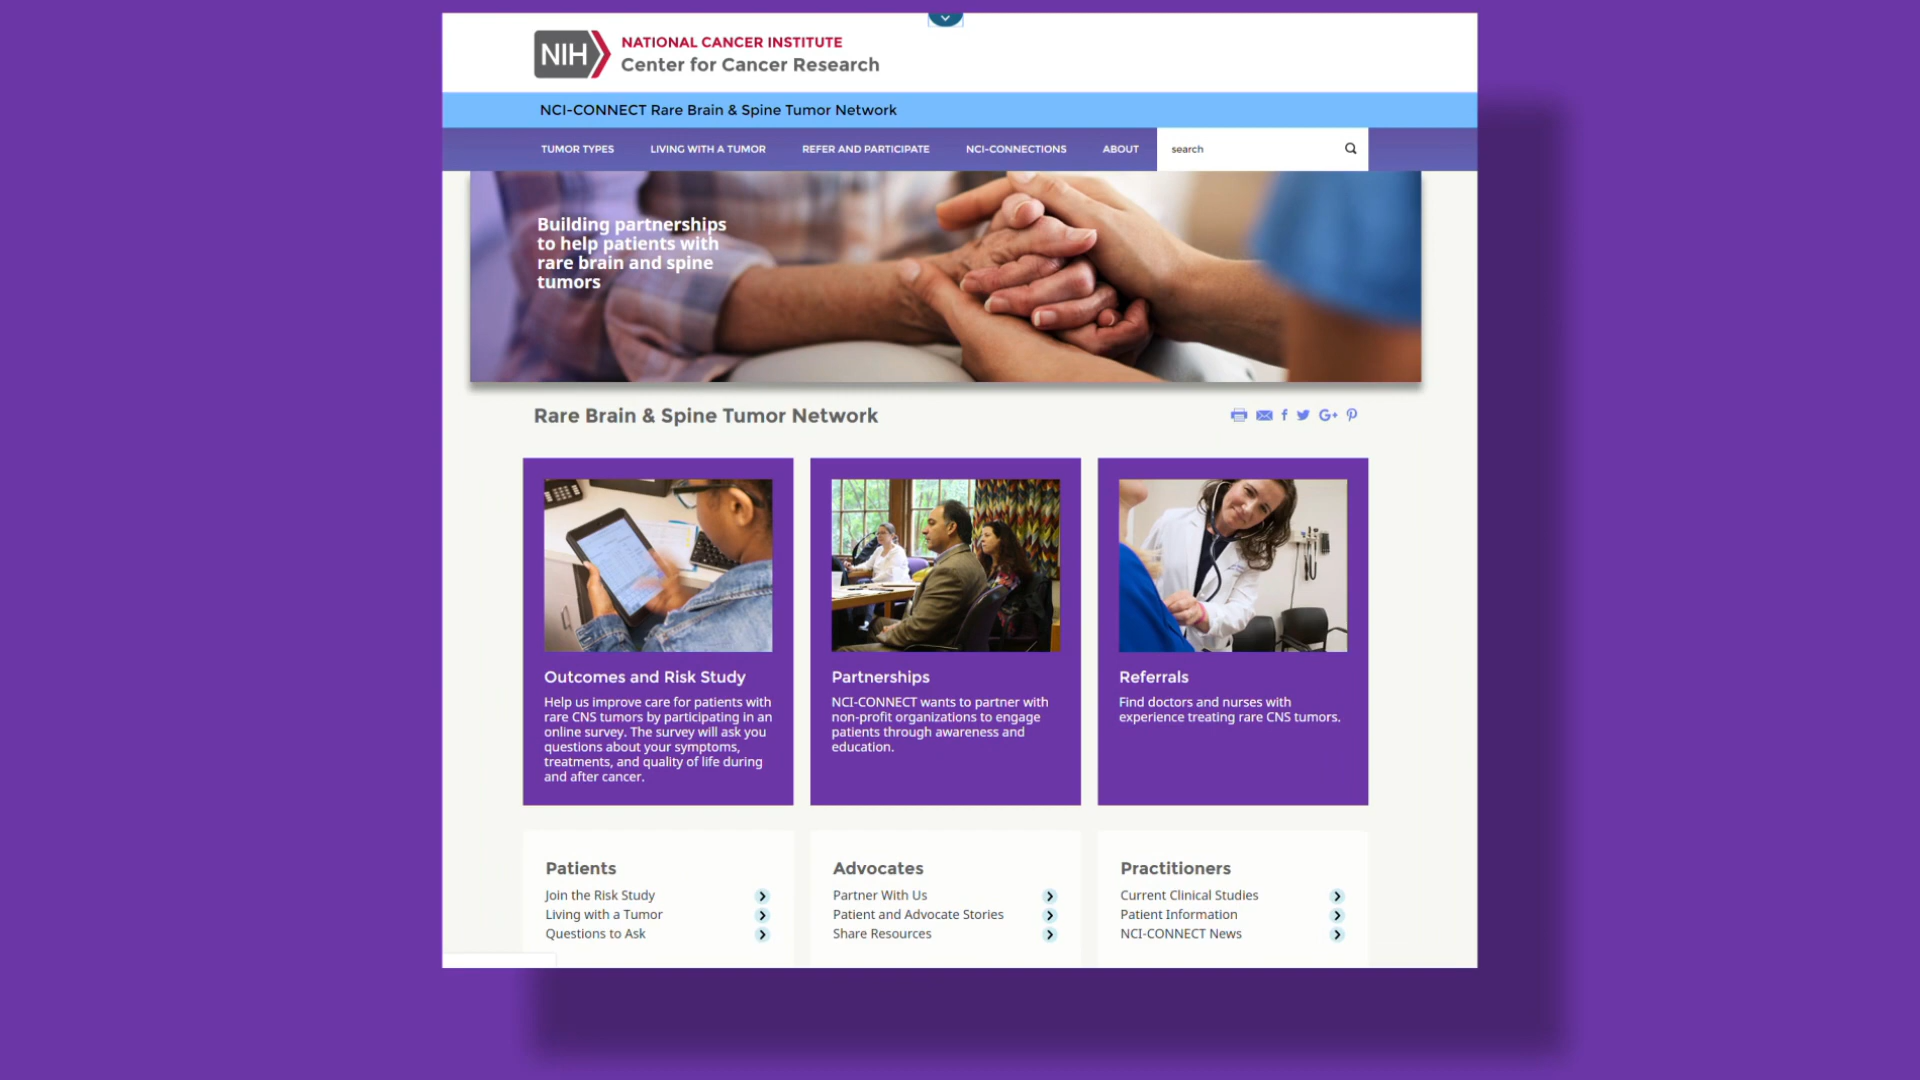 NIH
NATIONAL CANCER INSTITUTE
Center for Cancer Research
NCI-CONNECT Rare Brain & Spine Tumor Network
TUMOR TYPES
LIVING WITH A TUMOR
REFER AND PARTICIPATE
NCI-CONNECTIONS
ABOUT
search
Building partnerships
to help patients with
rare brain and spine
tumors
Rare Brain & Spine Tumor Network
Outcomes and Risk Study
Help us improve care for patients with
rare CNS tumors by participating in an
online survey. The survey will ask you
questions about your symptoms,
treatments, and quality of life during
and after cancer.
Partnerships
NCI-CONNECT wants to partner with
non-profit organizations to engage
patients through awareness and
education.
Referrals
Find doctors and nurses with
experience treating rare CNS tumors.
Patients
Join the Risk Study
Living with a Tumor
Questions to Ask
Advocates
Partner With Us
Patient and Advocate Stories
Share Resources
Practitioners
Current Clinical Studies
Patient Information
NCI-CONNECT News